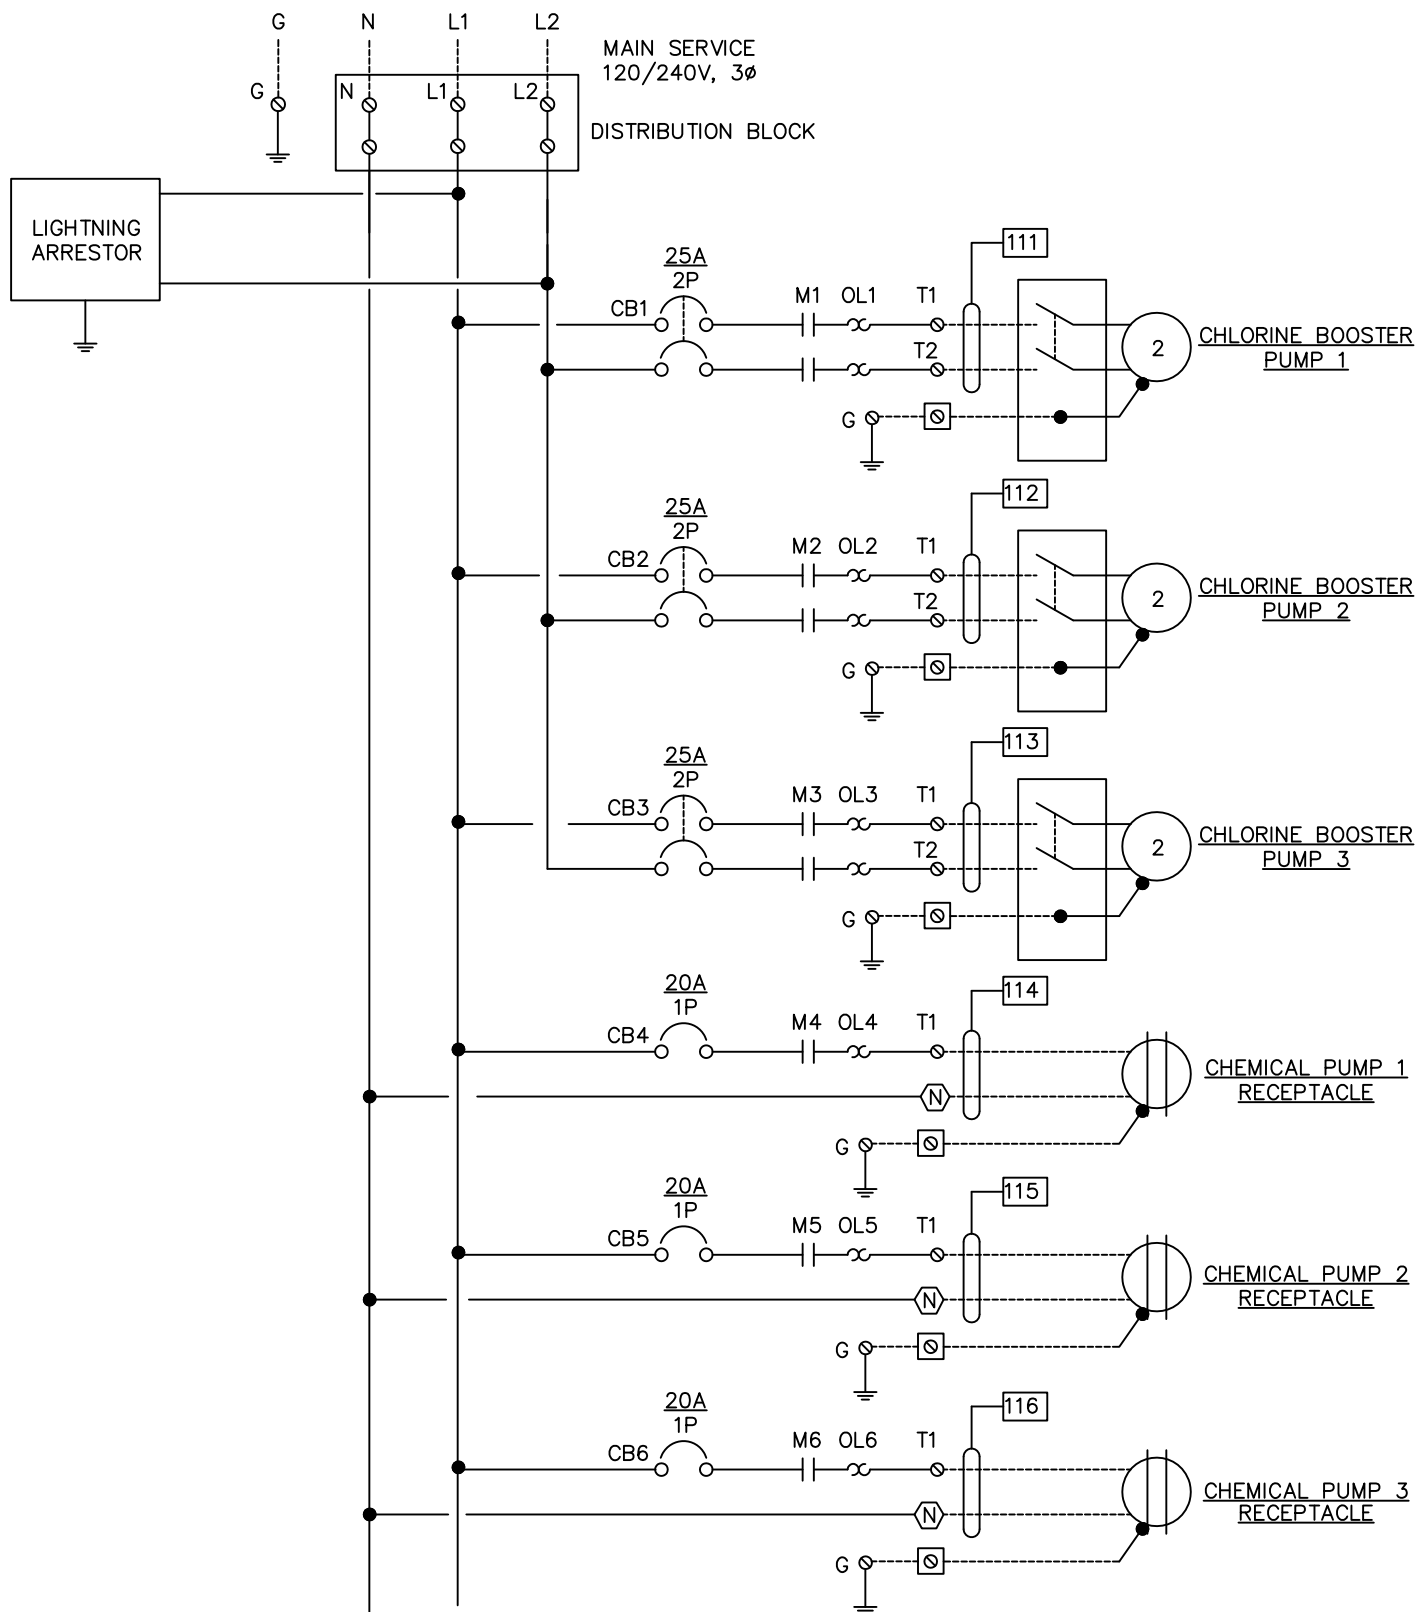 G N L1 L2
MAIN SERVICE
120/240V, 3ø
G N L1 L2
DISTRIBUTION BLOCK
LIGHTNING
ARRESTOR
111
25A
2P
CB1 M1 OL1 T1
T2
2
CHLORINE BOOSTER
PUMP 1
G
112
25A
2P
CB2 M2 OL2 T1
T2
2
CHLORINE BOOSTER
PUMP 2
G
113
25A
2P
CB3 M3 OL3 T1
T2
2
CHLORINE BOOSTER
PUMP 3
G
114
20A
1P
CB4 M4 OL4 T1
N
CHEMICAL PUMP 1
RECEPTACLE
G
115
20A
1P
CB5 M5 OL5 T1
N
CHEMICAL PUMP 2
RECEPTACLE
G
116
20A
1P
CB6 M6 OL6 T1
N
CHEMICAL PUMP 3
RECEPTACLE
G